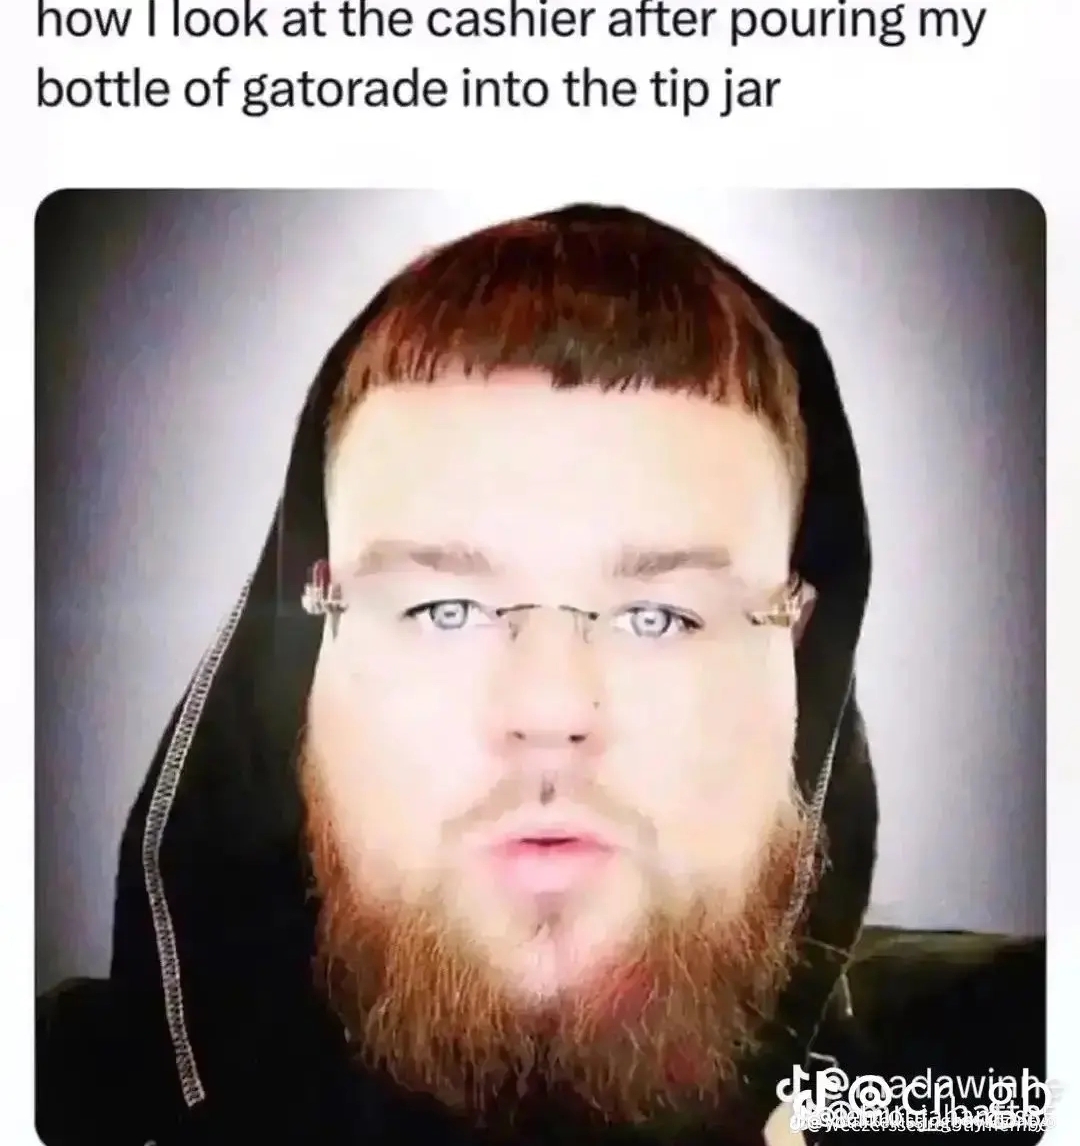 how I look at the cashier after pouring my
bottle of gatorade into the tip jar